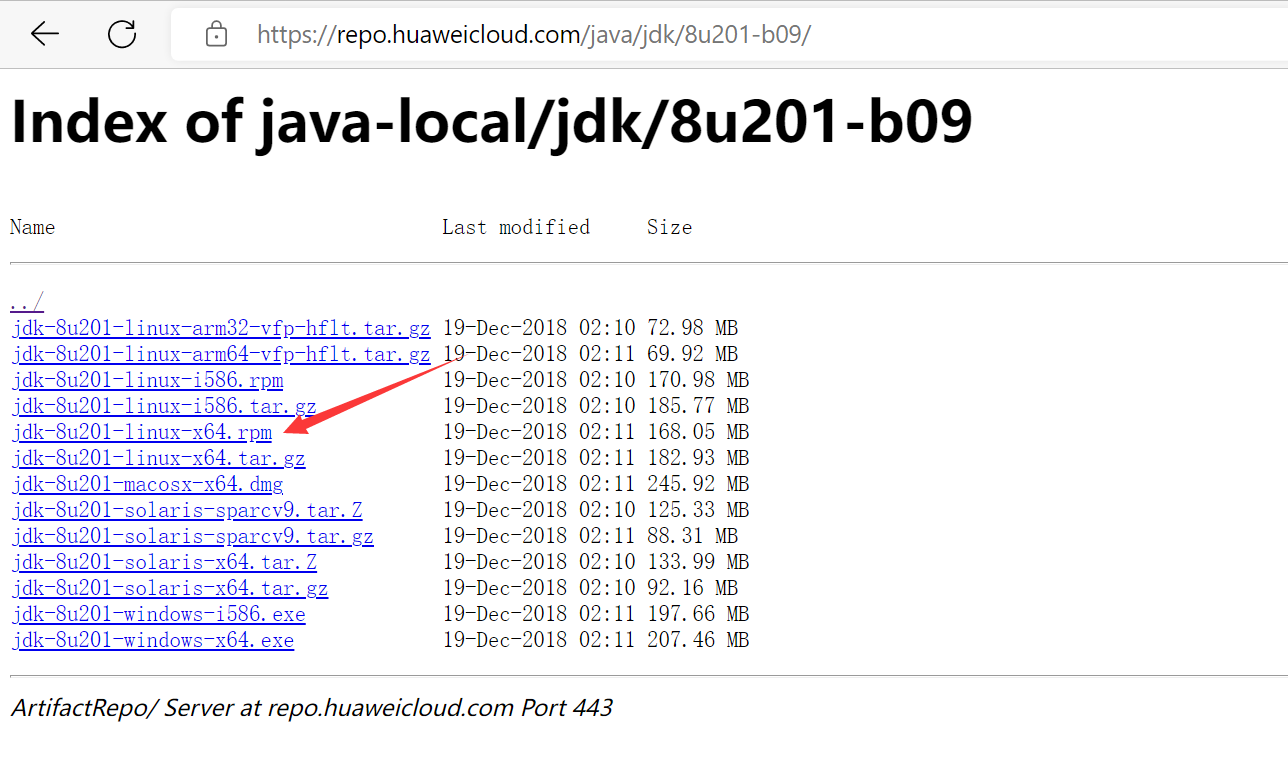 https://repo.huaweicloud.com/java/jdk/8u201-b09/
Index of java-local/jdk/8u201-b09
Name Last modified Size
../
jdk-8u201-linux-arm32-vfp-hflt.tar.gz 19-Dec-2018 02:10 72.98 MB
jdk-8u201-linux-arm64-vfp-hflt.tar.gz 19-Dec-2018 02:11 69.92 MB
jdk-8u201-linux-i586.rpm 19-Dec-2018 02:10 170.98 MB
jdk-8u201-linux-i586.tar.gz 19-Dec-2018 02:10 185.77 MB
jdk-8u201-linux-x64.rpm 19-Dec-2018 02:11 168.05 MB
jdk-8u201-linux-x64.tar.gz 19-Dec-2018 02:11 182.93 MB
jdk-8u201-macosx-x64.dmg 19-Dec-2018 02:11 245.92 MB
jdk-8u201-solaris-sparcv9.tar.Z 19-Dec-2018 02:10 125.33 MB
jdk-8u201-solaris-sparcv9.tar.gz 19-Dec-2018 02:11 88.31 MB
jdk-8u201-solaris-x64.tar.Z 19-Dec-2018 02:10 133.99 MB
jdk-8u201-solaris-x64.tar.gz 19-Dec-2018 02:10 92.16 MB
jdk-8u201-windows-i586.exe 19-Dec-2018 02:11 197.66 MB
jdk-8u201-windows-x64.exe 19-Dec-2018 02:11 207.46 MB
ArtifactRepo/ Server at repo.huaweicloud.com Port 443